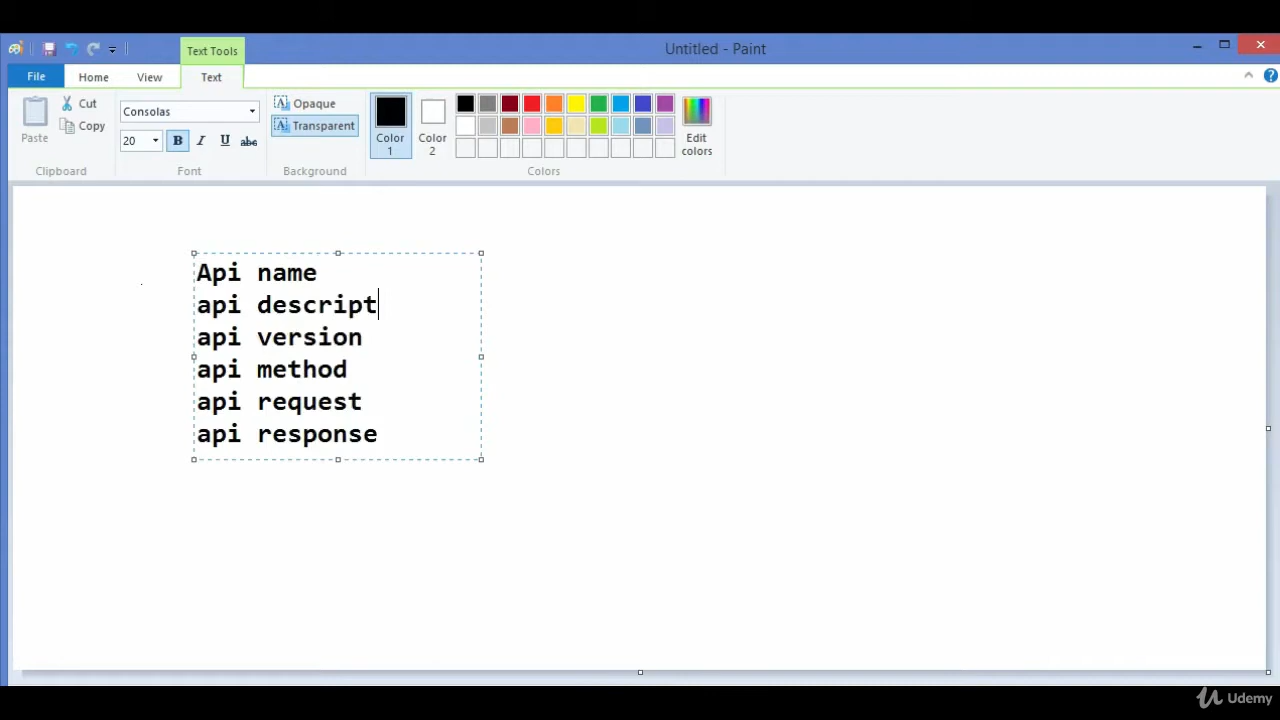 Untitled - Paint
Text Tools
File
Home
View
Text
Paste
Cut
Copy
Clipboard
Consolas
20
B
I
U
abc
Font
Opaque
Transparent
Background
Color 1
Color 2
Edit colors
Colors
Api name
api descript
api version
api method
api request
api response
Udemy